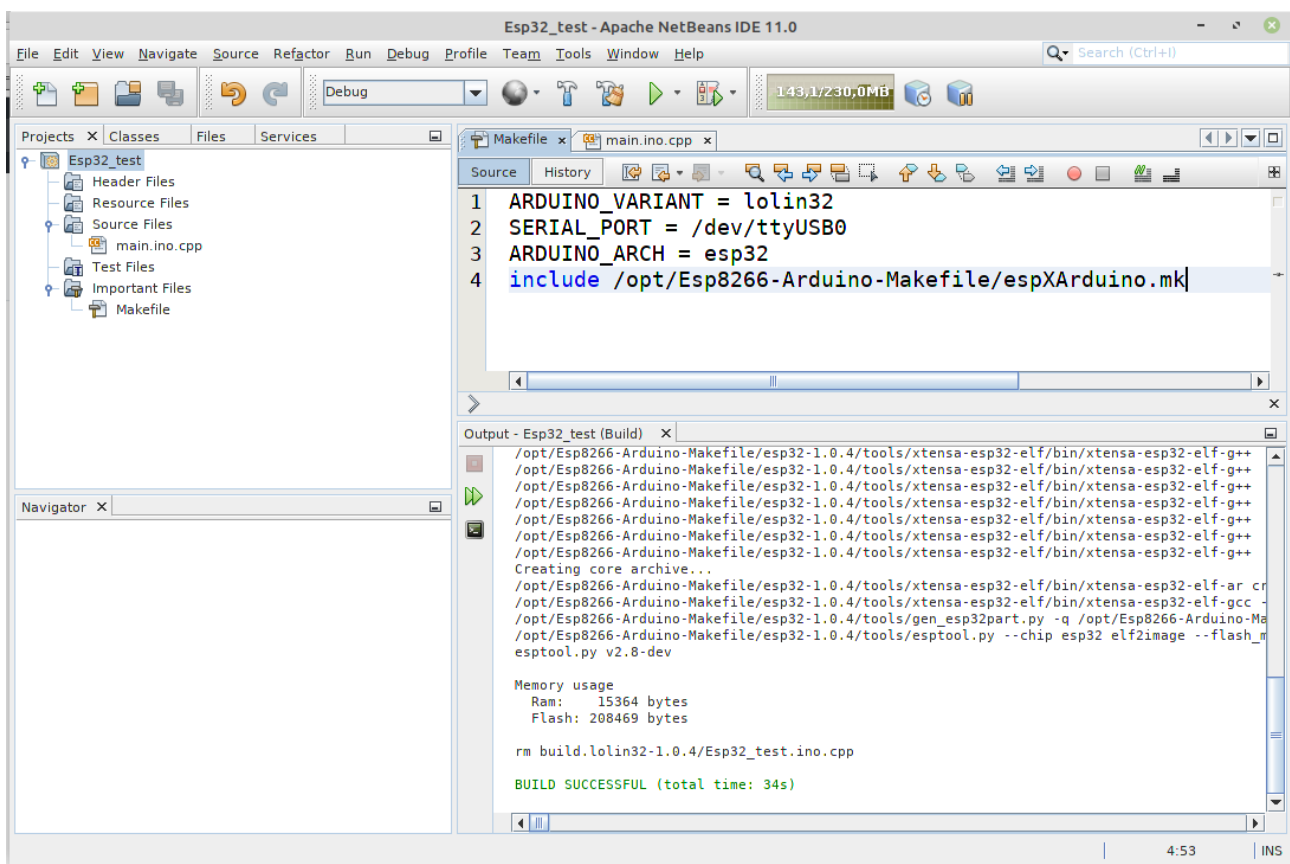 Esp32_test - Apache NetBeans IDE 11.0
File Edit View Navigate Source Refactor Run Debug Profile Team Tools Window Help
Search (Ctrl+I)
Debug
143,1/230,0MB
Projects Classes Files Services
Esp32_test
Header Files
Resource Files
Source Files
main.ino.cpp
Test Files
Important Files
Makefile
Navigator
Makefile main.ino.cpp
Source History
1 ARDUINO_VARIANT = lolin32
2 SERIAL_PORT = /dev/ttyUSB0
3 ARDUINO_ARCH = esp32
4 include /opt/Esp8266-Arduino-Makefile/espXArduino.mk
Output - Esp32_test (Build)
/opt/Esp8266-Arduino-Makefile/esp32-1.0.4/tools/xtensa-esp32-elf/bin/xtensa-esp32-elf-g++
/opt/Esp8266-Arduino-Makefile/esp32-1.0.4/tools/xtensa-esp32-elf/bin/xtensa-esp32-elf-g++
/opt/Esp8266-Arduino-Makefile/esp32-1.0.4/tools/xtensa-esp32-elf/bin/xtensa-esp32-elf-g++
/opt/Esp8266-Arduino-Makefile/esp32-1.0.4/tools/xtensa-esp32-elf/bin/xtensa-esp32-elf-g++
/opt/Esp8266-Arduino-Makefile/esp32-1.0.4/tools/xtensa-esp32-elf/bin/xtensa-esp32-elf-g++
/opt/Esp8266-Arduino-Makefile/esp32-1.0.4/tools/xtensa-esp32-elf/bin/xtensa-esp32-elf-g++
/opt/Esp8266-Arduino-Makefile/esp32-1.0.4/tools/xtensa-esp32-elf/bin/xtensa-esp32-elf-g++
Creating core archive...
/opt/Esp8266-Arduino-Makefile/esp32-1.0.4/tools/xtensa-esp32-elf/bin/xtensa-esp32-elf-ar cr
/opt/Esp8266-Arduino-Makefile/esp32-1.0.4/tools/xtensa-esp32-elf/bin/xtensa-esp32-elf-gcc -
/opt/Esp8266-Arduino-Makefile/esp32-1.0.4/tools/gen_esp32part.py -q /opt/Esp8266-Arduino-Ma
/opt/Esp8266-Arduino-Makefile/esp32-1.0.4/tools/esptool.py --chip esp32 elf2image --flash_m
esptool.py v2.8-dev
Memory usage
Ram: 15364 bytes
Flash: 208469 bytes
rm build.lolin32-1.0.4/Esp32_test.ino.cpp
BUILD SUCCESSFUL (total time: 34s)
4:53 INS